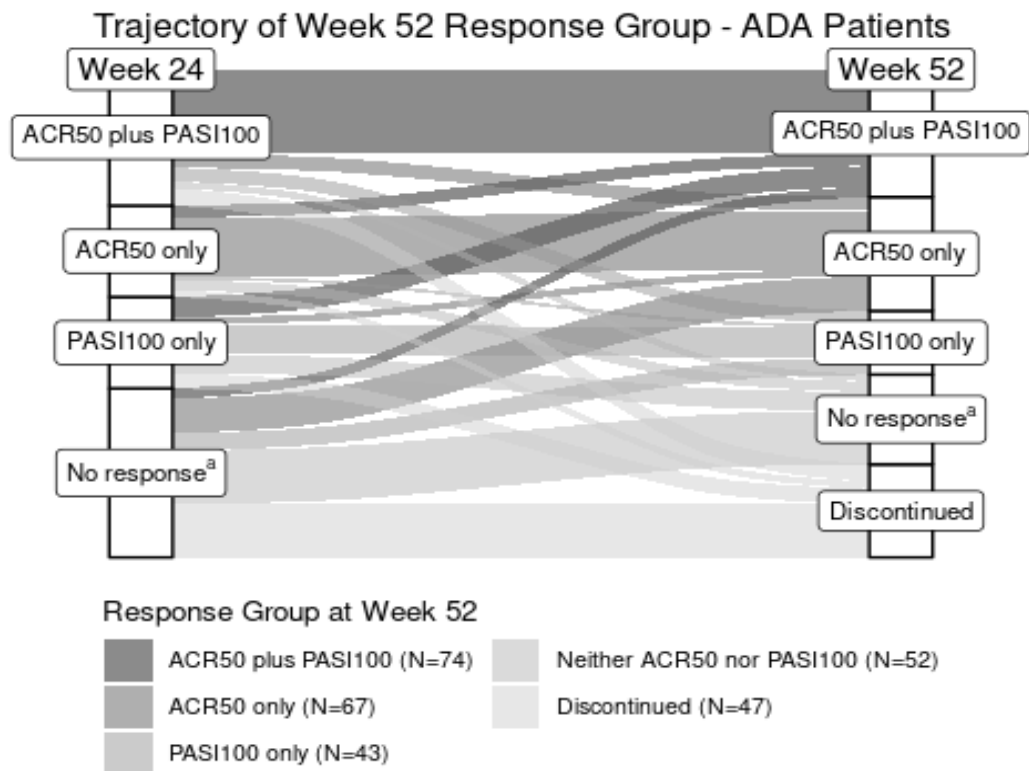 Trajectory of Week 52 Response Group - ADA Patients
Week 24
Week 52
ACR50 plus PASI100
ACR50 plus PASI100
ACR50 only
ACR50 only
PASI100 only
PASI100 only
No responseᵃ
No responseᵃ
Discontinued
Response Group at Week 52
ACR50 plus PASI100 (N=74)
Neither ACR50 nor PASI100 (N=52)
ACR50 only (N=67)
Discontinued (N=47)
PASI100 only (N=43)